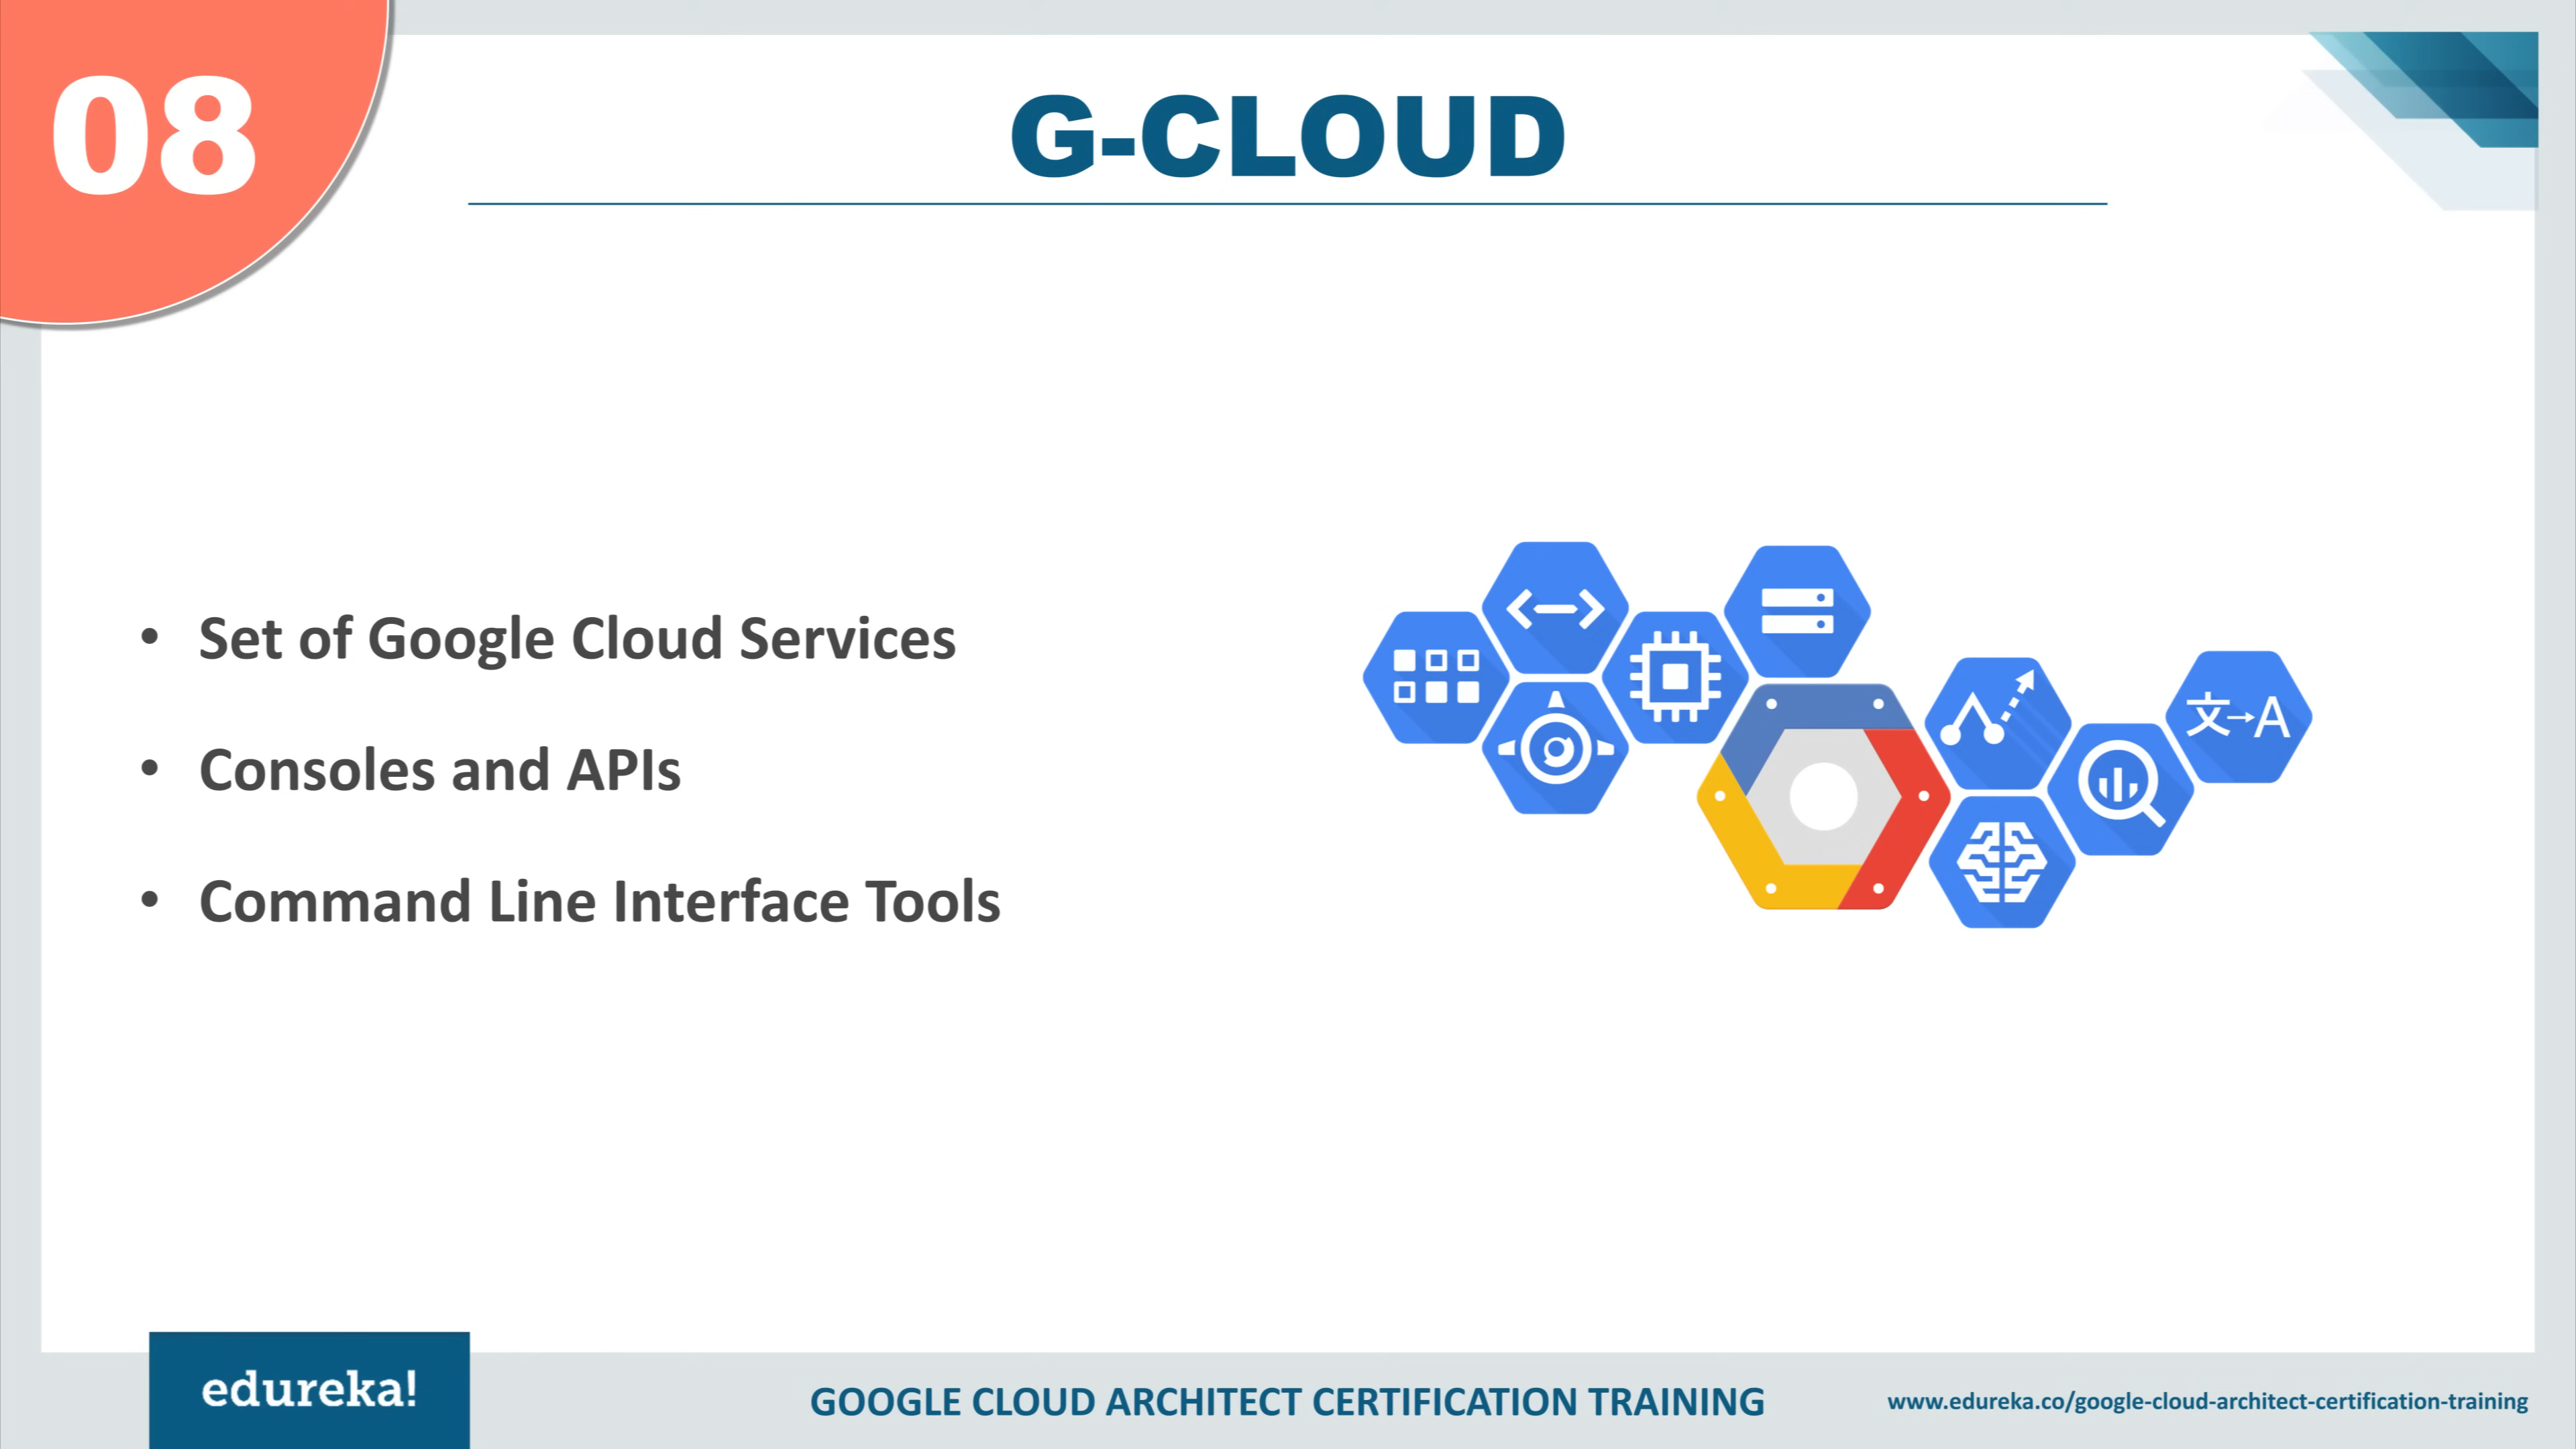 08
G-CLOUD
• Set of Google Cloud Services
• Consoles and APIs
• Command Line Interface Tools
文→A
edureka!
GOOGLE CLOUD ARCHITECT CERTIFICATION TRAINING
www.edureka.co/google-cloud-architect-certification-training